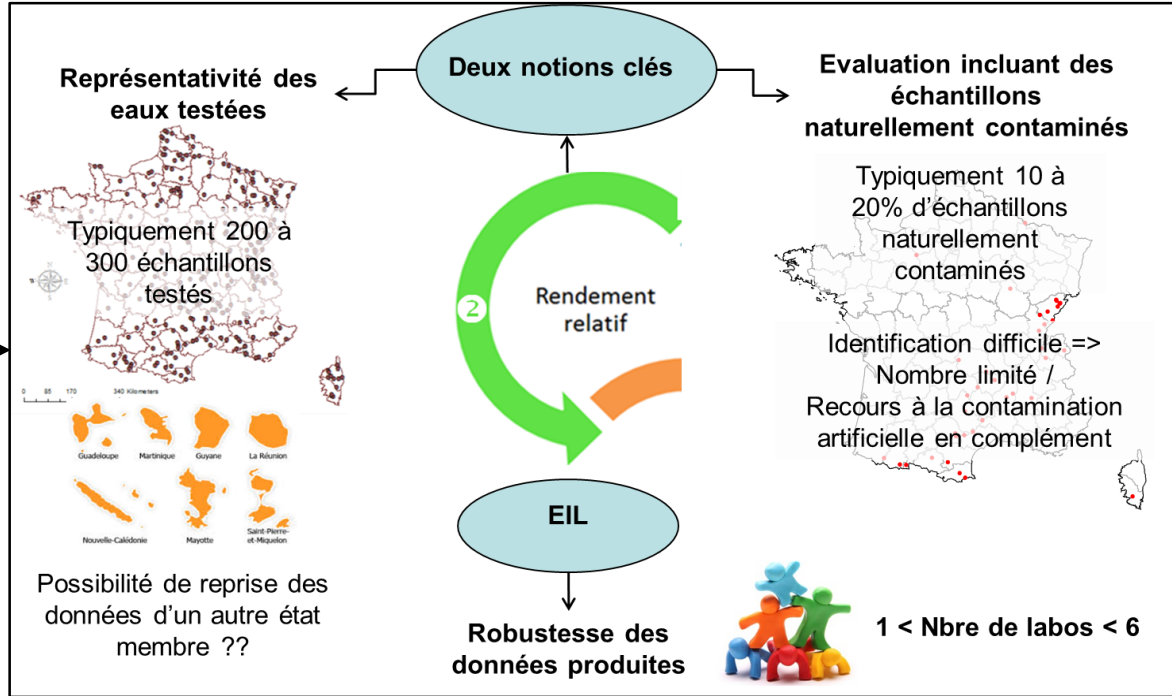 Deux notions clés
Représentativité des
eaux testées
Typiquement 200 à
300 échantillons
testés
0 85 170 340 Kilometers
Guadeloupe Martinique Guyane La Réunion
Nouvelle-Calédonie Mayotte Saint-Pierre-
et-Miquelon
Possibilité de reprise des
données d'un autre état
membre ??
2
Rendement
relatif
EIL
Robustesse des
données produites
Evaluation incluant des
échantillons
naturellement contaminés
Typiquement 10 à
20% d'échantillons
naturellement
contaminés
Identification difficile =>
Nombre limité /
Recours à la contamination
artificielle en complément
1 < Nbre de labos < 6